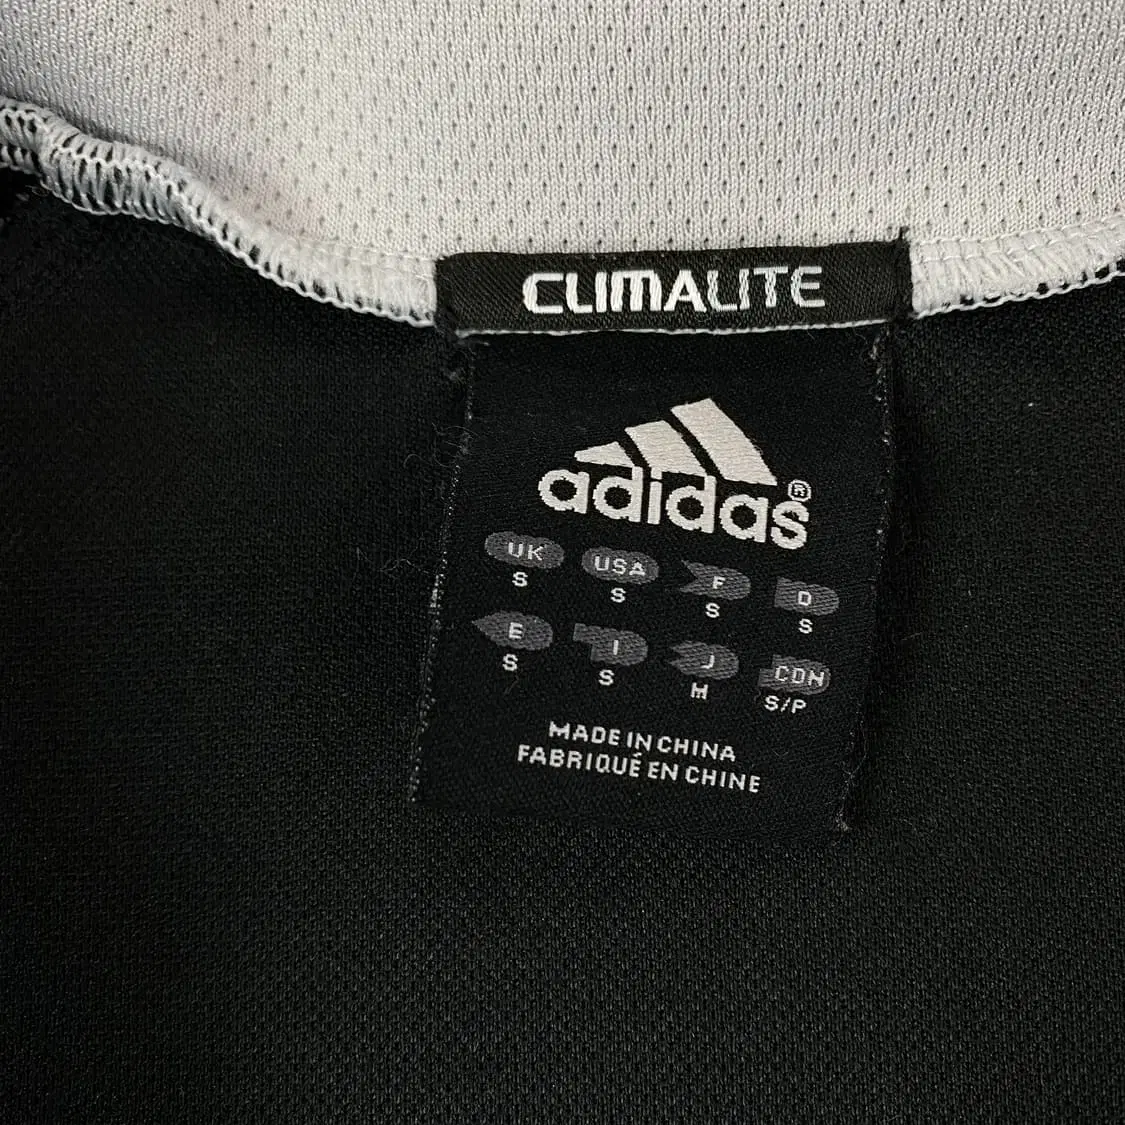 CLIMALITE
adidas®
UK USA F D
S S S S
E I J CDN
S S M S/P
MADE IN CHINA
FABRIQUÉ EN CHINE